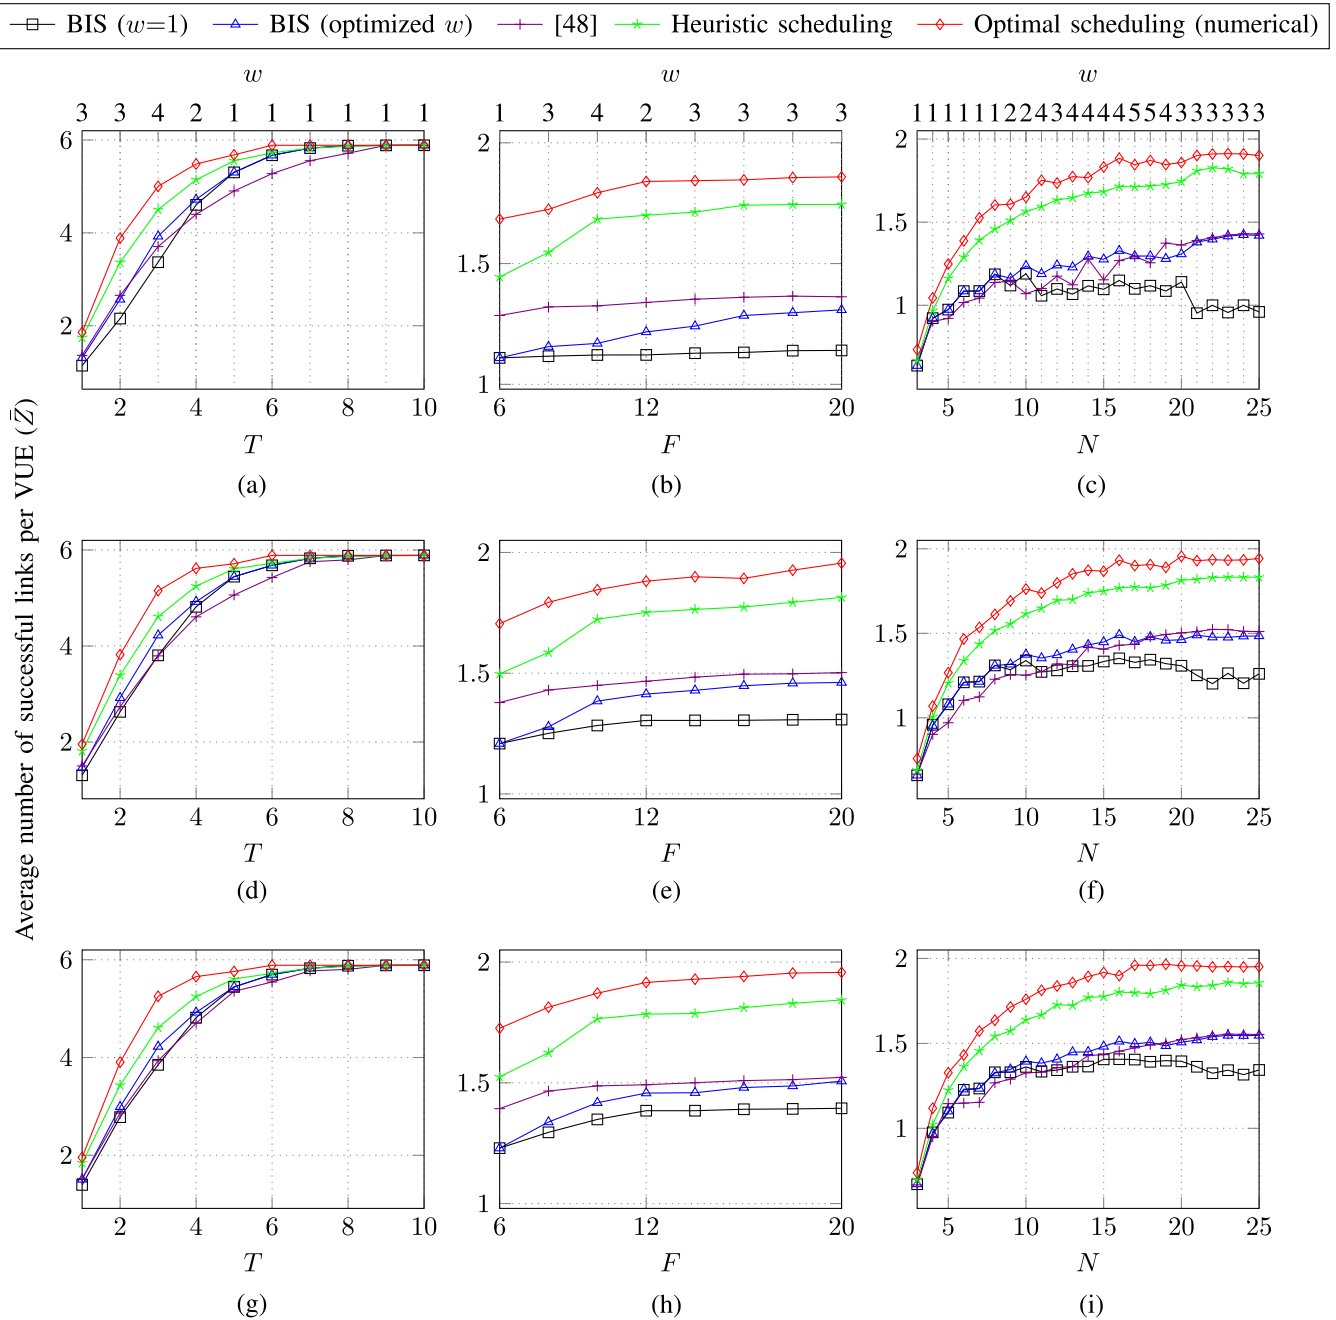 BIS (w=1) BIS (optimized w) [48] Heuristic scheduling Optimal scheduling (numerical)
Average number of successful links per VUE (Z̄)
w
3 3 4 2 1 1 1 1 1 1
6
4
2
2 4 6 8 10
T
(a)
w
1 3 4 2 3 3 3 3
2
1.5
1
6 12 20
F
(b)
w
1 1 1 1 1 1 2 2 4 3 4 4 4 4 5 5 4 3 3 3 3 3 3
2
1.5
1
5 10 15 20 25
N
(c)
6
4
2
2 4 6 8 10
T
(d)
2
1.5
1
6 12 20
F
(e)
2
1.5
1
5 10 15 20 25
N
(f)
6
4
2
2 4 6 8 10
T
(g)
2
1.5
1
6 12 20
F
(h)
2
1.5
1
5 10 15 20 25
N
(i)